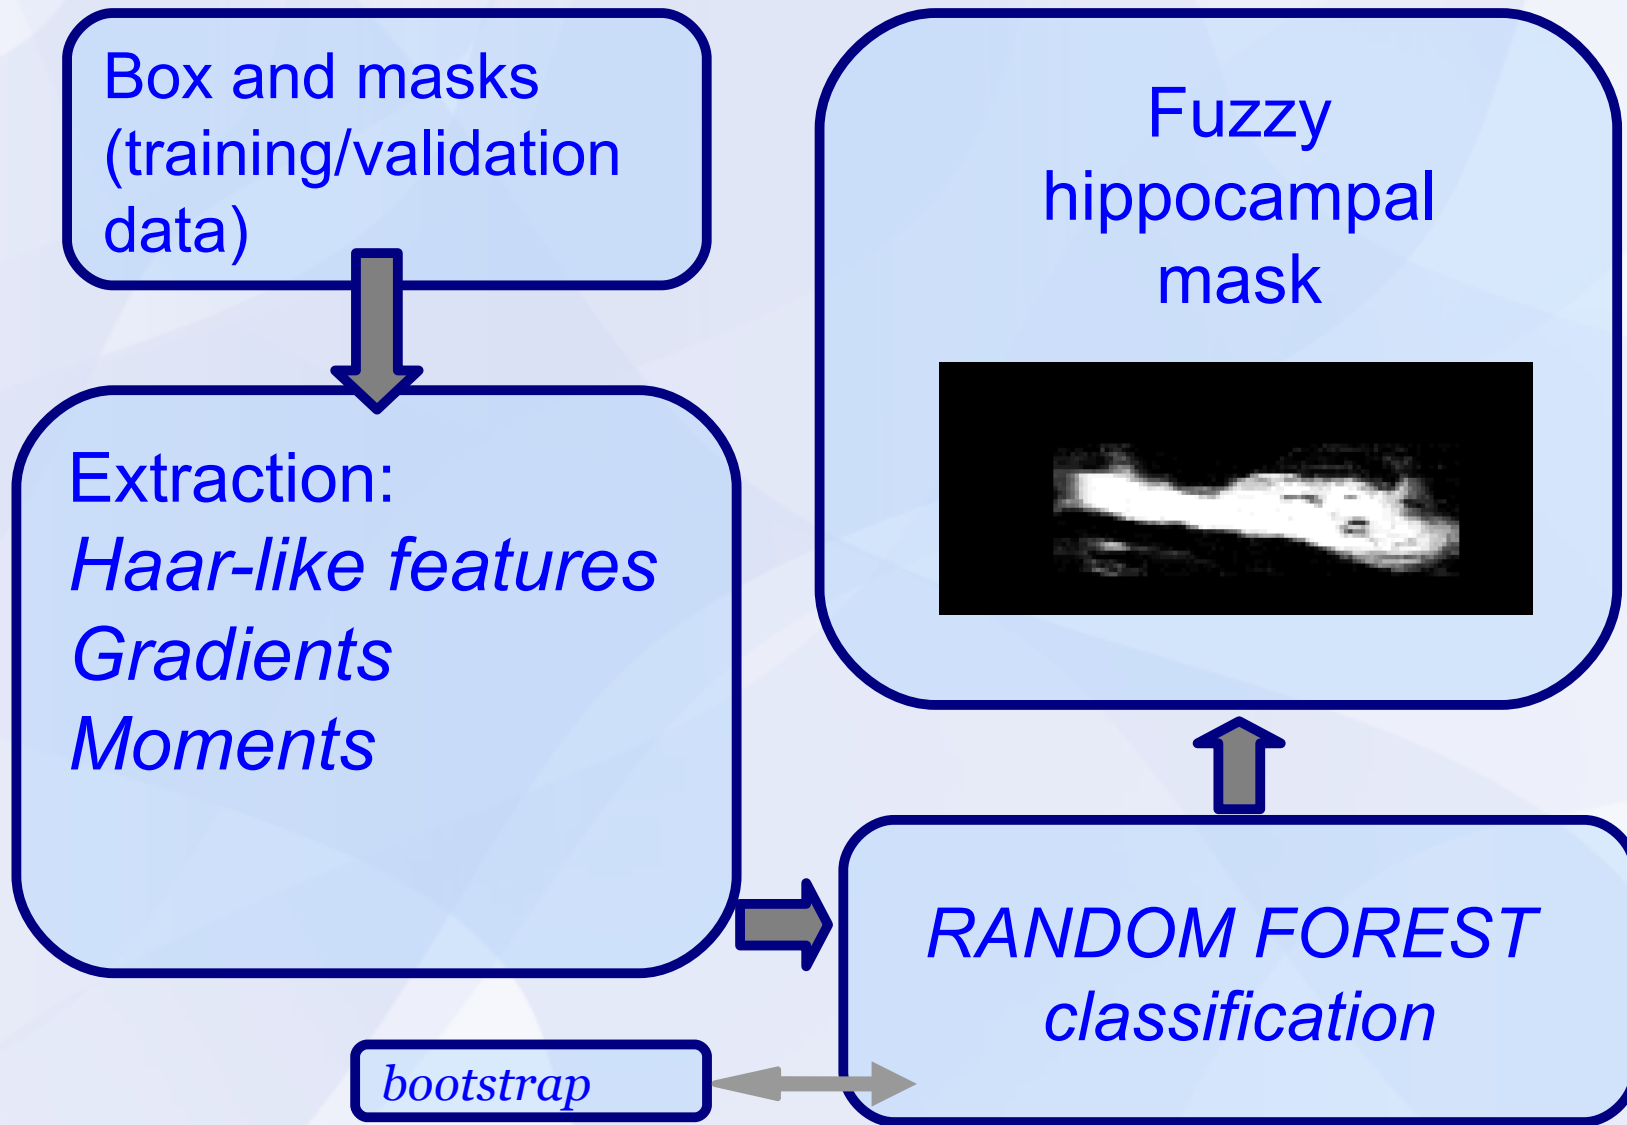 Box and masks
(training/validation
data)
Extraction:
Haar-like features
Gradients
Moments
bootstrap
RANDOM FOREST
classification
Fuzzy
hippocampal
mask